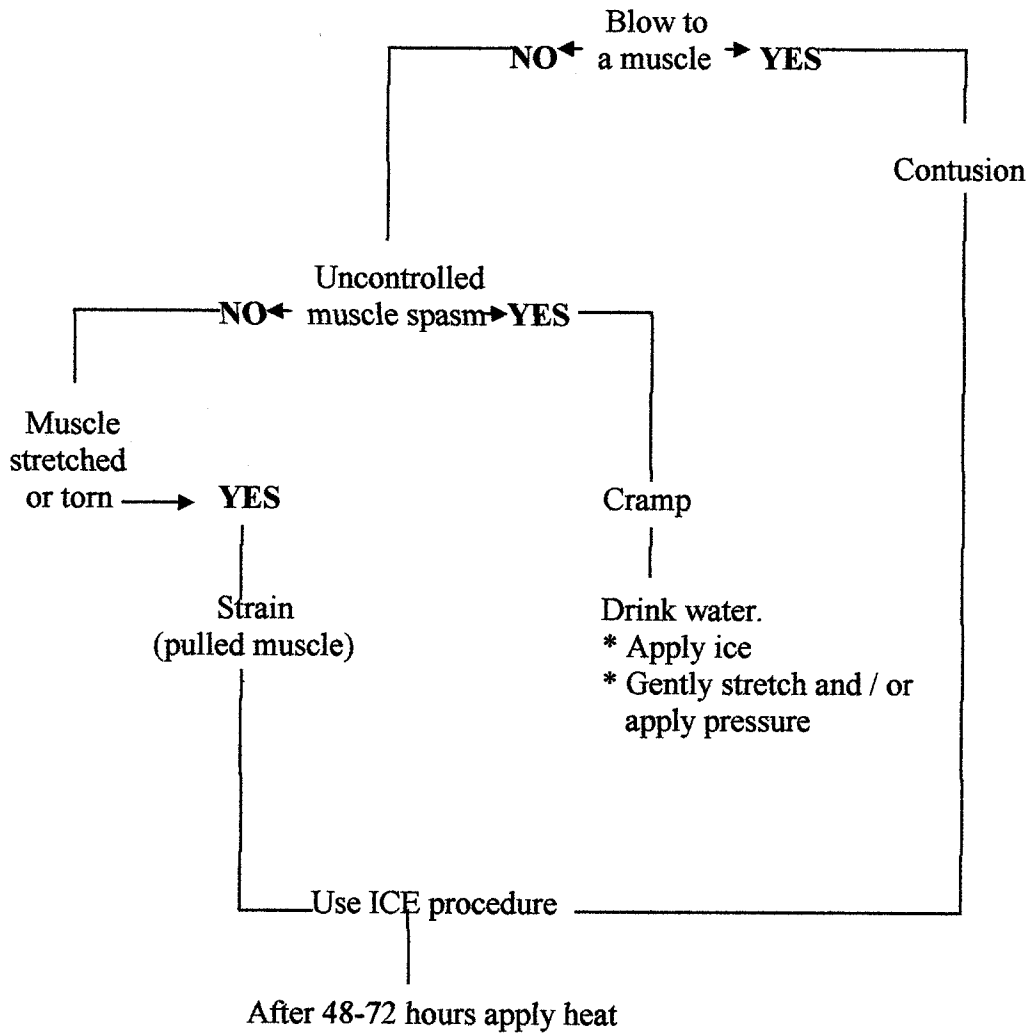 Blow to
NO a muscle YES
Contusion
Uncontrolled
NO muscle spasm YES
Muscle
stretched
or torn YES
Cramp
Strain
(pulled muscle)
Drink water.
* Apply ice
* Gently stretch and / or
apply pressure
Use ICE procedure
After 48-72 hours apply heat